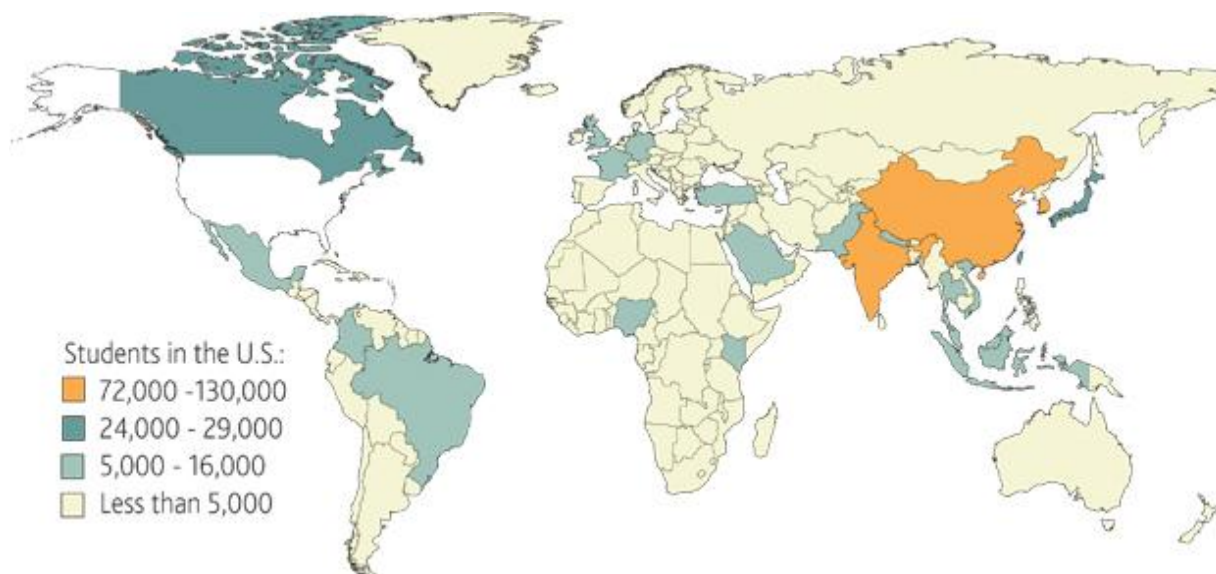 Students in the U.S.:
72,000 -130,000
24,000 - 29,000
5,000 - 16,000
Less than 5,000